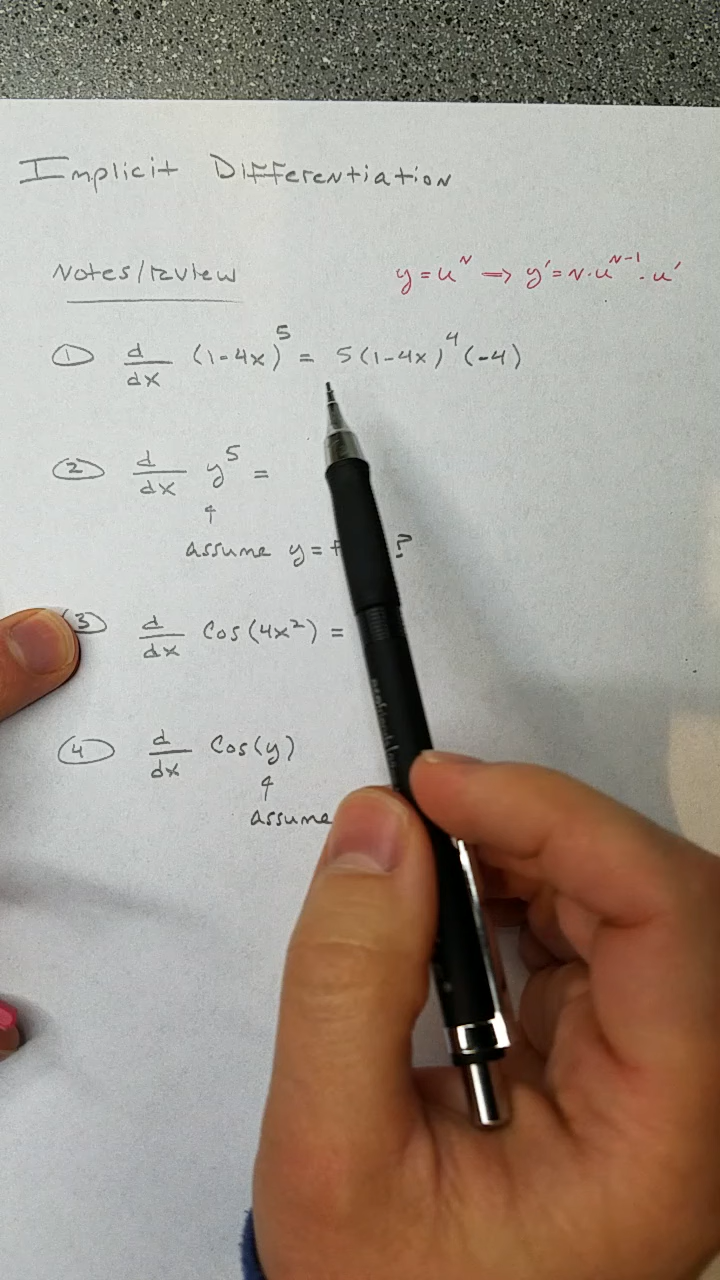 Implicit Differentiation
Notes/review
y = u^N ⇒ y' = N·u^(N-1)·u'
① d/dx (1-4x)^5 = 5(1-4x)^4 (-4)
② d/dx y^5 =
↑
assume y = ?
③ d/dx Cos(4x²) =
④ d/dx Cos(y)
↑
assume